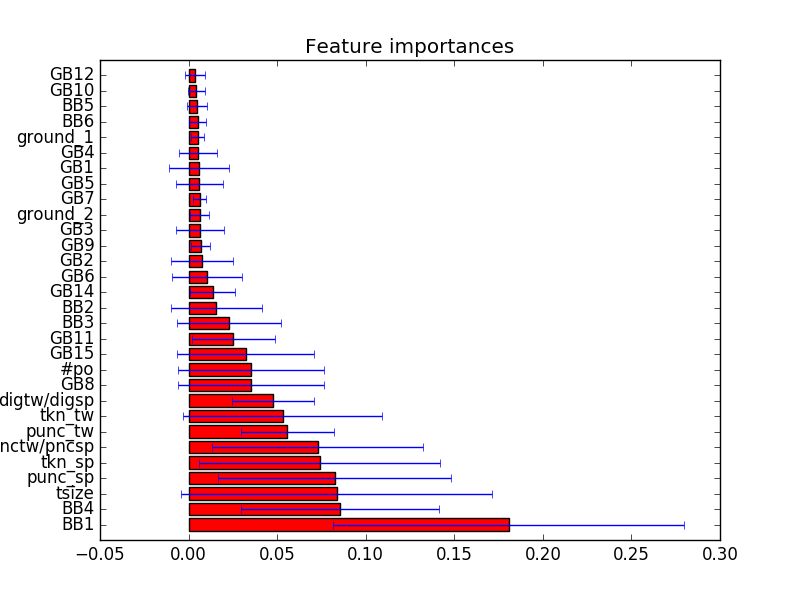 Feature importances
GB12
GB10
BB5
BB6
ground_1
GB4
GB1
GB5
GB7
ground_2
GB3
GB9
GB2
GB6
GB14
BB2
BB3
GB11
GB15
#po
GB8
digtw/digsp
tkn_tw
punc_tw
nctw/pncsp
tkn_sp
punc_sp
tsize
BB4
BB1
−0.05 0.00 0.05 0.10 0.15 0.20 0.25 0.30